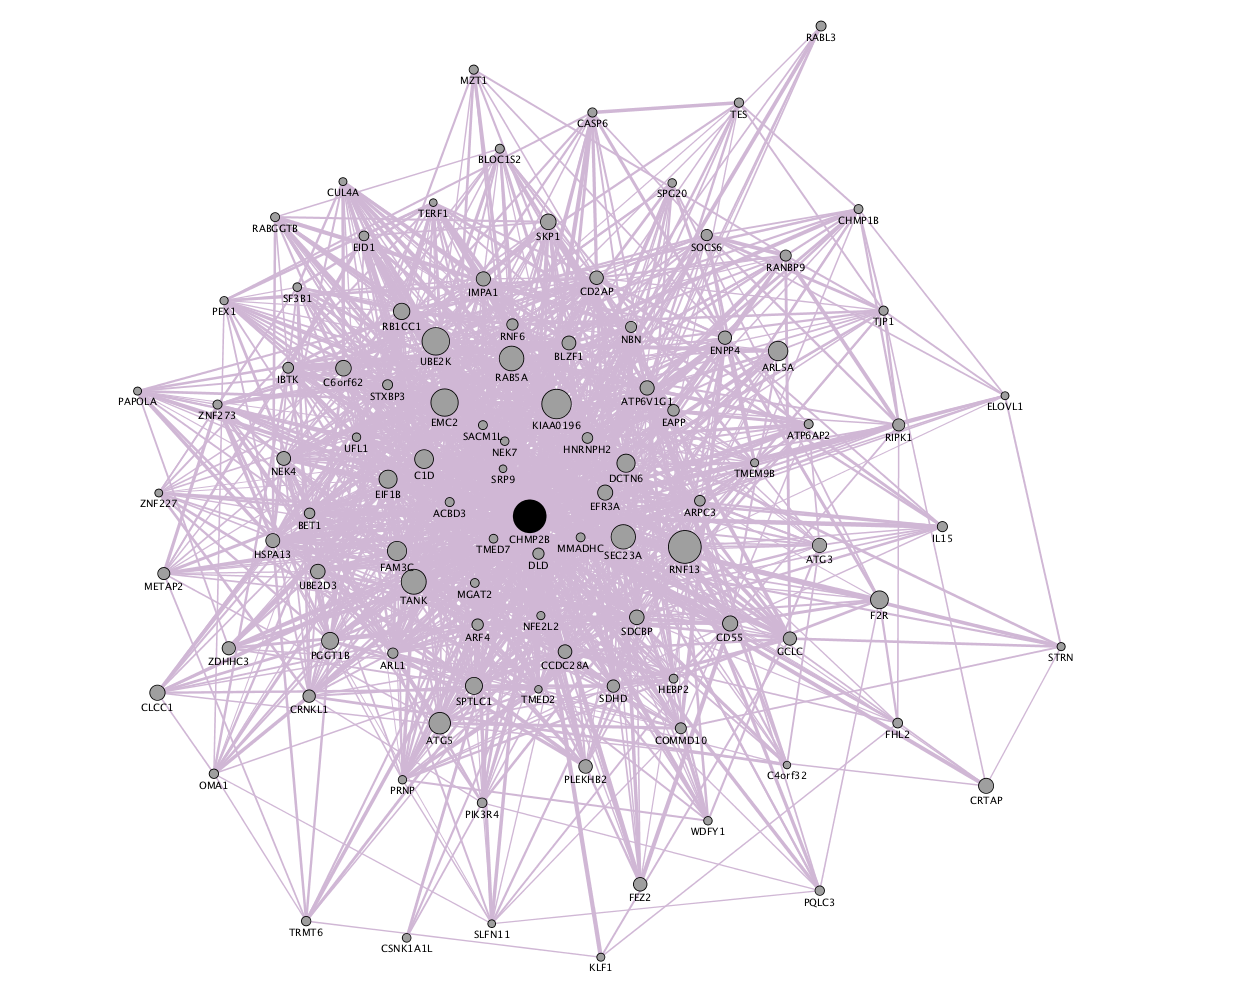 RABL3
MZT1
TES
CASP6
BLOC1S2
CUL4A
SPG20
TERF1
CHMP1B
RABGGTB
SKP1
EID1
SOCS6
RANBP9
IMPA1
CD2AP
SF3B1
PEX1
TJP1
RB1CC1
RNF6
NBN
UBE2K
BLZF1
ENPP4
ARL5A
RAB5A
IBTK
C6orf62
STXBP3
PAPOLA
ATP6V1G1
ELOVL1
ZNF273
EMC2
KIAA0196
EAPP
SACM1L
ATP6AP2
RIPK1
UFL1
NEK7
HNRNPH2
NEK4
C1D
SRP9
DCTN6
TMEM9B
EIF1B
ZNF227
ACBD3
EFR3A
ARPC3
BET1
CHMP2B
IL15
TMED7
MMADHC
HSPA13
DLD
SEC23A
RNF13
ATG3
FAM3C
METAP2
UBE2D3
TANK
MGAT2
F2R
NFE2L2
SDCBP
ARF4
CD55
GCLC
PGGT1B
ZDHHC3
ARL1
CCDC28A
STRN
HEBP2
SPTLC1
TMED2
SDHD
CLCC1
CRNKL1
ATG5
COMMD10
FHL2
OMA1
PRNP
PLEKHB2
C4orf32
CRTAP
PIK3R4
WDFY1
FEZ2
PQLC3
TRMT6
SLFN11
CSNK1A1L
KLF1